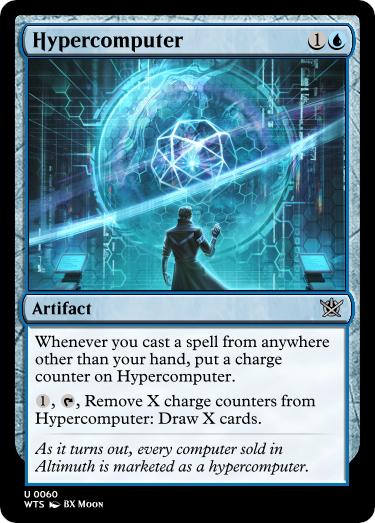 Hypercomputer 1
Artifact
Whenever you cast a spell from anywhere
other than your hand, put a charge
counter on Hypercomputer.
1, , Remove X charge counters from
Hypercomputer: Draw X cards.
As it turns out, every computer sold in
Altimuth is marketed as a hypercomputer.
U 0060
WTS BX Moon